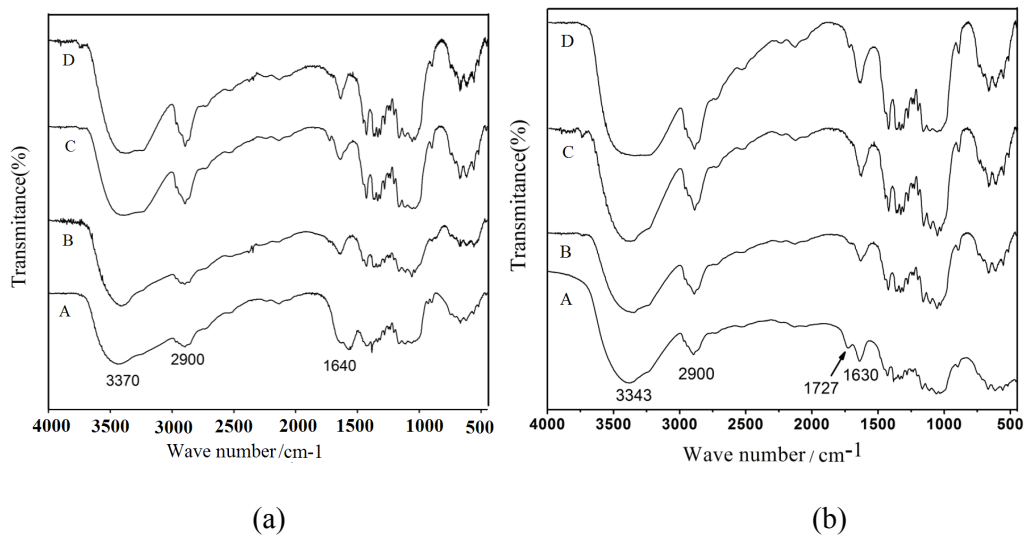 Transmitance(%)
D
C
B
A
3370
2900
1640
4000 3500 3000 2500 2000 1500 1000 500
Wave number /cm-1
(a)
Transmitance(%)
D
C
B
A
3343
2900
1727
1630
4000 3500 3000 2500 2000 1500 1000 500
Wave number / cm-1
(b)